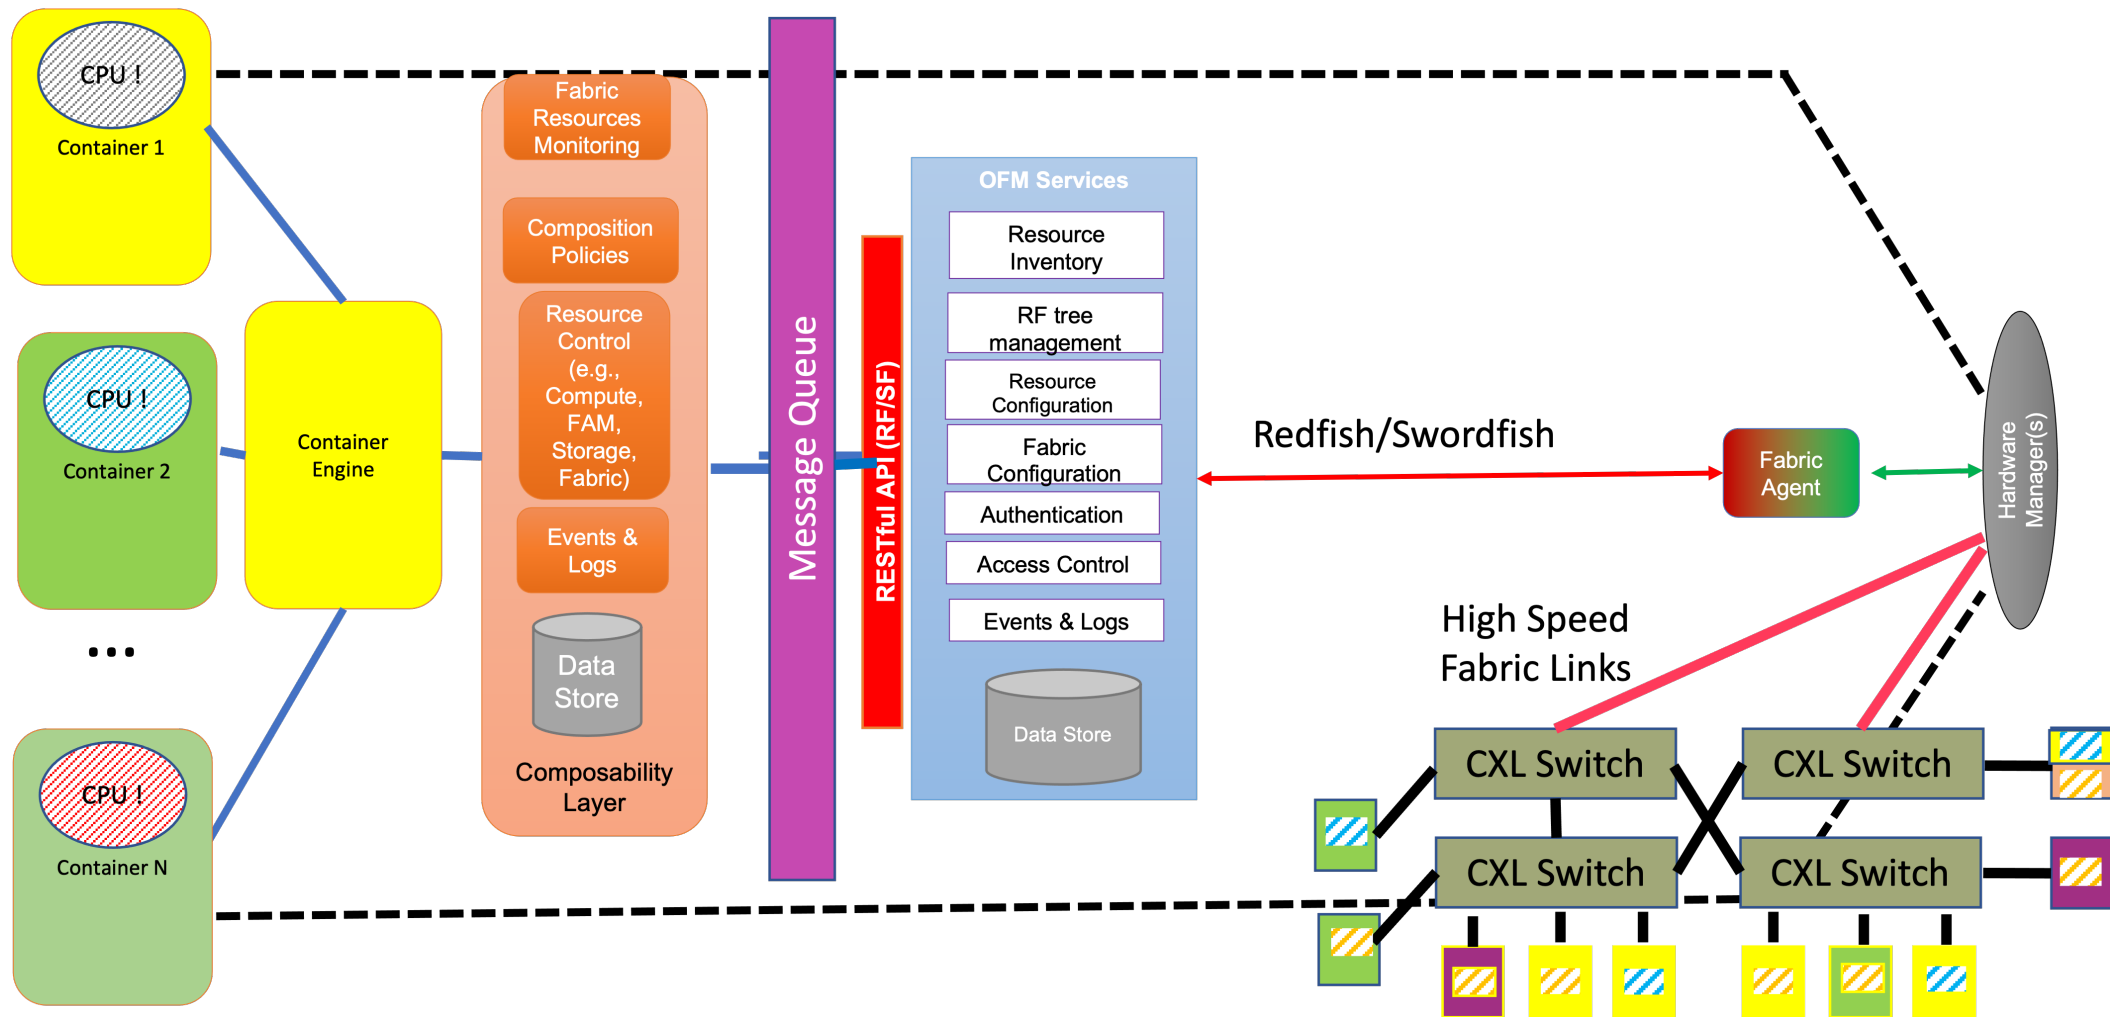 CPU !
Container 1
CPU !
Container 2
...
CPU !
Container N
Container
Engine
Fabric
Resources
Monitoring
Composition
Policies
Resource
Control
(e.g.,
Compute,
FAM,
Storage,
Fabric)
Events &
Logs
Data
Store
Composability
Layer
Message Queue
RESTful API (RF/SF)
OFM Services
Resource
Inventory
RF tree
management
Resource
Configuration
Fabric
Configuration
Authentication
Access Control
Events & Logs
Data Store
Redfish/Swordfish
Fabric
Agent
Hardware
Manager(s)
High Speed
Fabric Links
CXL Switch
CXL Switch
CXL Switch
CXL Switch